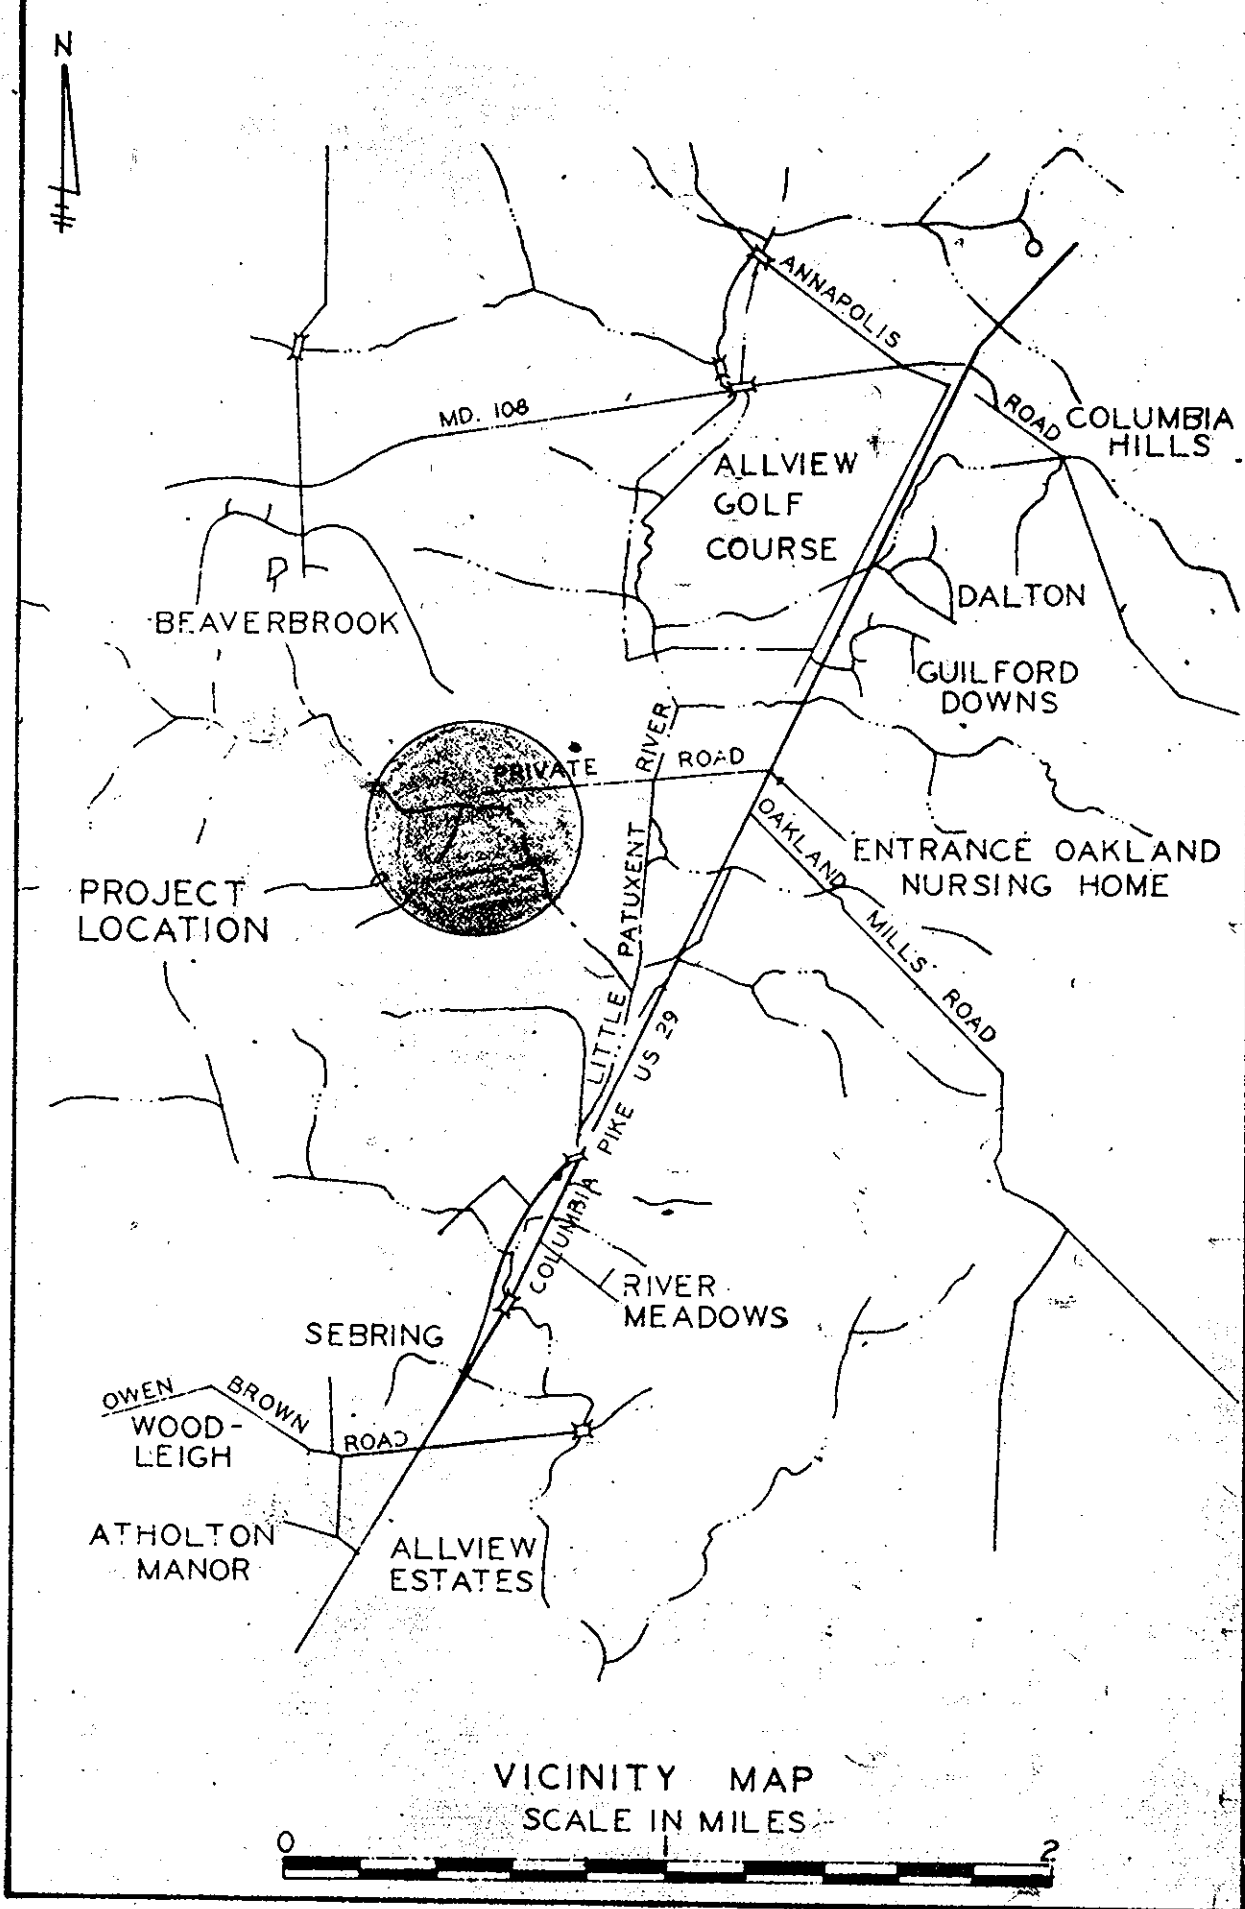 N
ANNAPOLIS
ROAD
MD. 108
COLUMBIA
HILLS
ALLVIEW
GOLF
COURSE
DALTON
BEAVERBROOK
GUILFORD
DOWNS
PRIVATE ROAD
LITTLE PATUXENT RIVER
OAKLAND MILLS ROAD
ENTRANCE OAKLAND
NURSING HOME
PROJECT
LOCATION
COLUMBIA PIKE US 29
RIVER
MEADOWS
SEBRING
OWEN BROWN ROAD
WOOD-
LEIGH
ATHOLTON
MANOR
ALLVIEW
ESTATES
VICINITY MAP
SCALE IN MILES
0 1 2